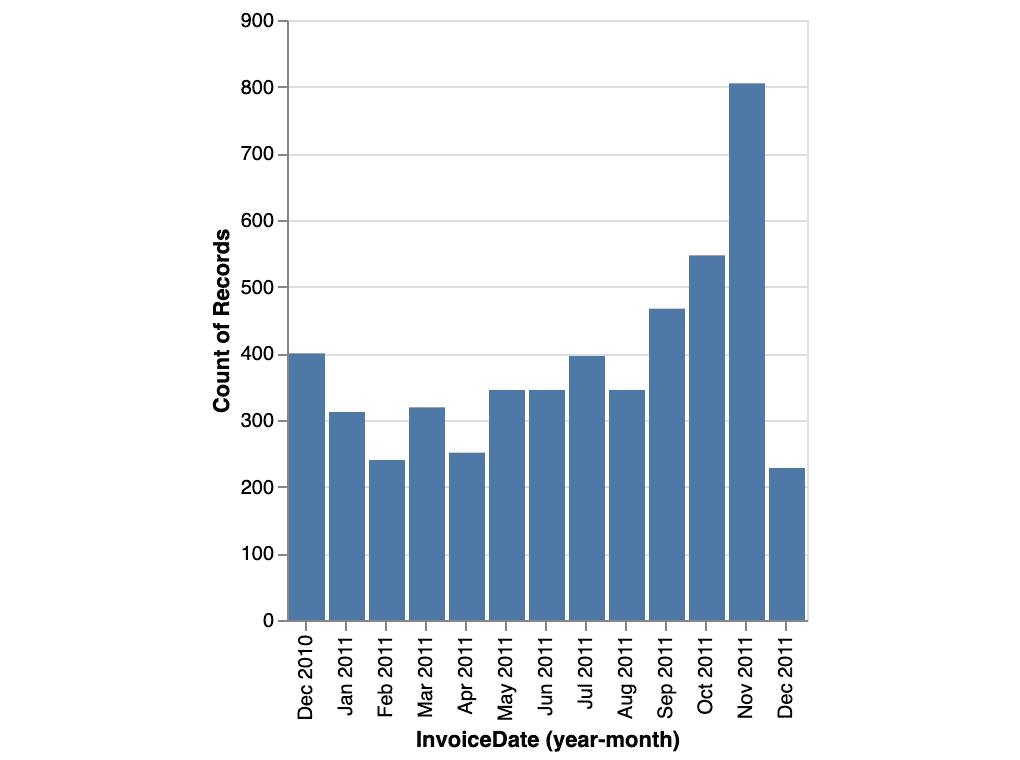 900
800
700
600
500
400
300
200
100
0
Count of Records
Dec 2010
Jan 2011
Feb 2011
Mar 2011
Apr 2011
May 2011
Jun 2011
Jul 2011
Aug 2011
Sep 2011
Oct 2011
Nov 2011
Dec 2011
InvoiceDate (year-month)